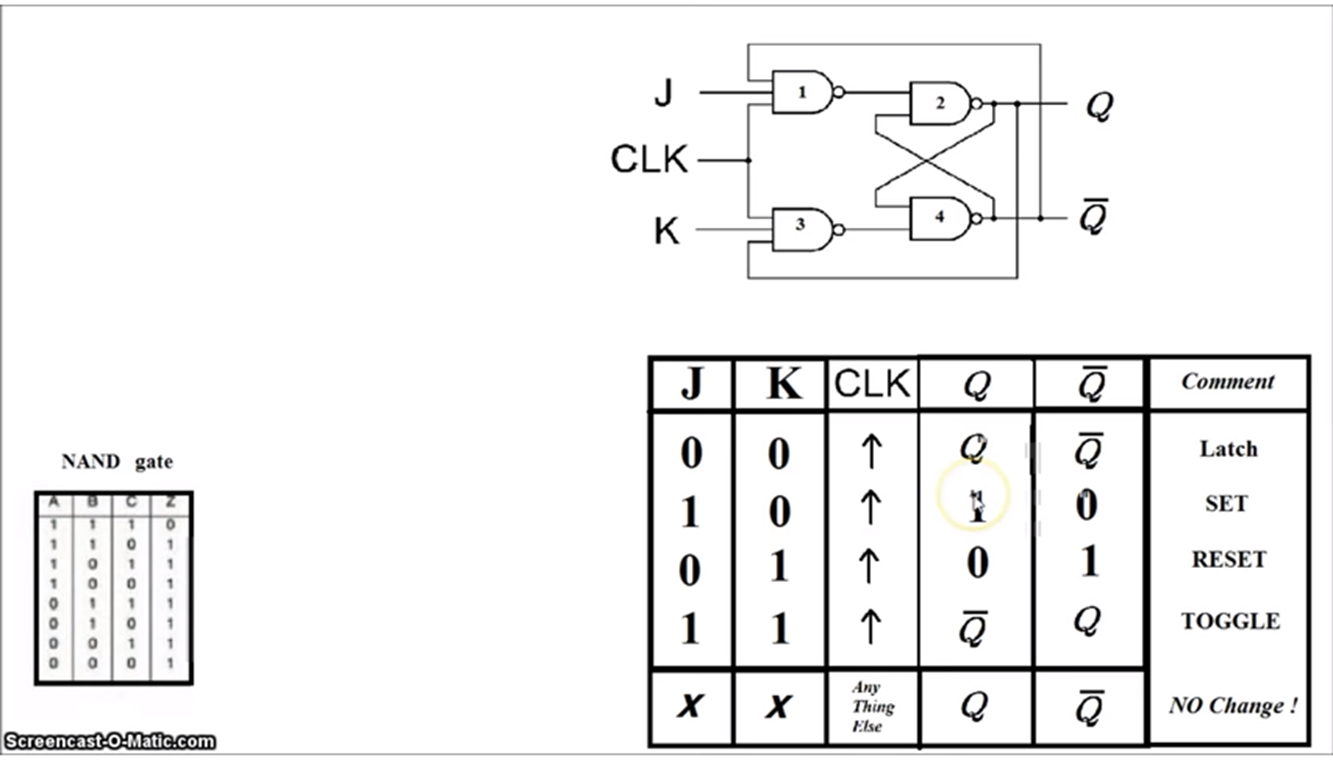 J
1
2
Q
CLK
K
3
4
Q̅
J K CLK Q Q̅ Comment
0 0 ↑ Q Q̅ Latch
1 0 ↑ 1 0 SET
0 1 ↑ 0 1 RESET
1 1 ↑ Q̅ Q TOGGLE
X X Any Thing Else Q Q̅ NO Change !
NAND gate
A B C Z
1 1 1 0
1 1 0 1
1 0 1 1
1 0 0 1
0 1 1 1
0 1 0 1
0 0 1 1
0 0 0 1
Screencast-O-Matic.com